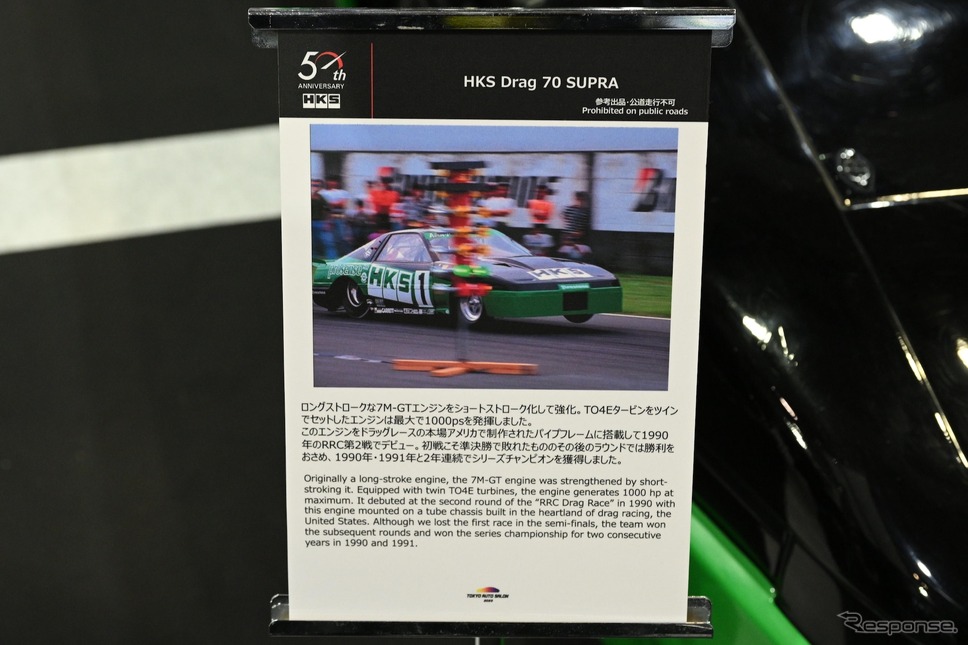 50th
ANNIVERSARY
HKS
HKS Drag 70 SUPRA
参考出品・公道走行不可
Prohibited on public roads
HKS 1
HKS
ロングストロークな7M-GTエンジンをショートストローク化して強化。TO4Eタービンをツイン
でセットしたエンジンは最大で1000psを発揮しました。
このエンジンをドラッグレースの本場アメリカで制作されたパイプフレームに搭載して1990
年のRRC第2戦でデビュー。初戦こそ準決勝で敗れたもののその後のラウンドでは勝利を
おさめ、1990年・1991年と2年連続でシリーズチャンピオンを獲得しました。
Originally a long-stroke engine, the 7M-GT engine was strengthened by short-
stroking it. Equipped with twin TO4E turbines, the engine generates 1000 hp at
maximum. It debuted at the second round of the “RRC Drag Race” in 1990 with
this engine mounted on a tube chassis built in the heartland of drag racing, the
United States. Although we lost the first race in the semi-finals, the team won
the subsequent rounds and won the series championship for two consecutive
years in 1990 and 1991.
TOKYO AUTO SALON
Response.